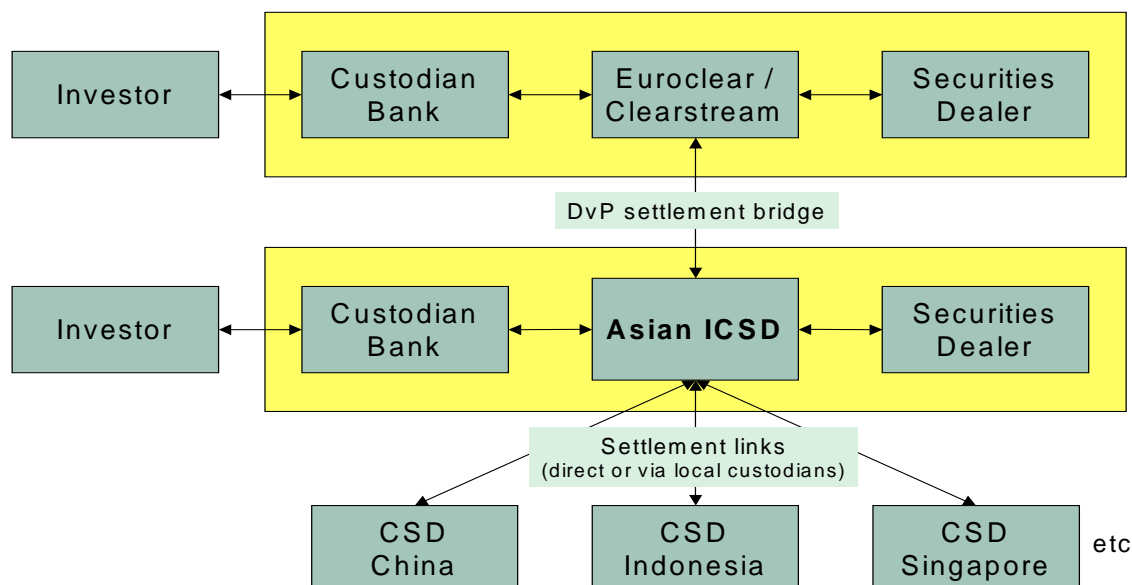 Investor
Custodian
Bank
Euroclear /
Clearstream
Securities
Dealer
DvP settlement bridge
Investor
Custodian
Bank
Asian ICSD
Securities
Dealer
Settlement links
(direct or via local custodians)
CSD
China
CSD
Indonesia
CSD
Singapore
etc